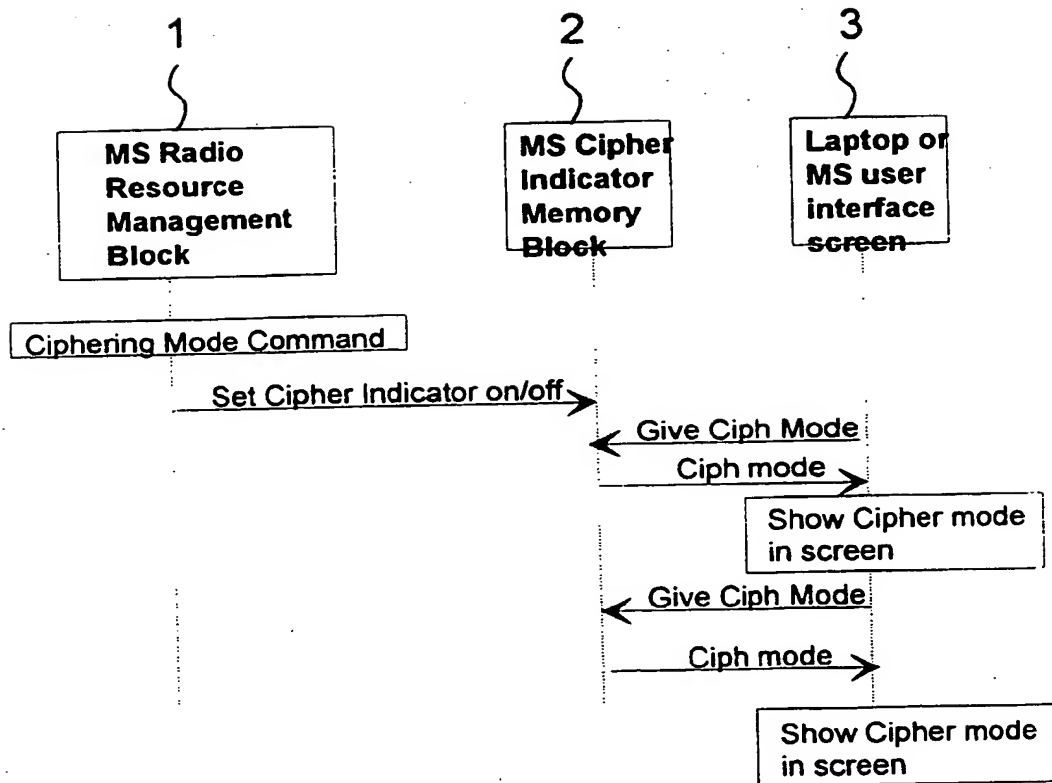 1
2
3
MS Radio
Resource
Management
Block
MS Cipher
Indicator
Memory
Block
Laptop or
MS user
interface
screen
Ciphering Mode Command
Set Cipher Indicator on/off
Give Ciph Mode
Ciph mode
Show Cipher mode
in screen
Give Ciph Mode
Ciph mode
Show Cipher mode
in screen